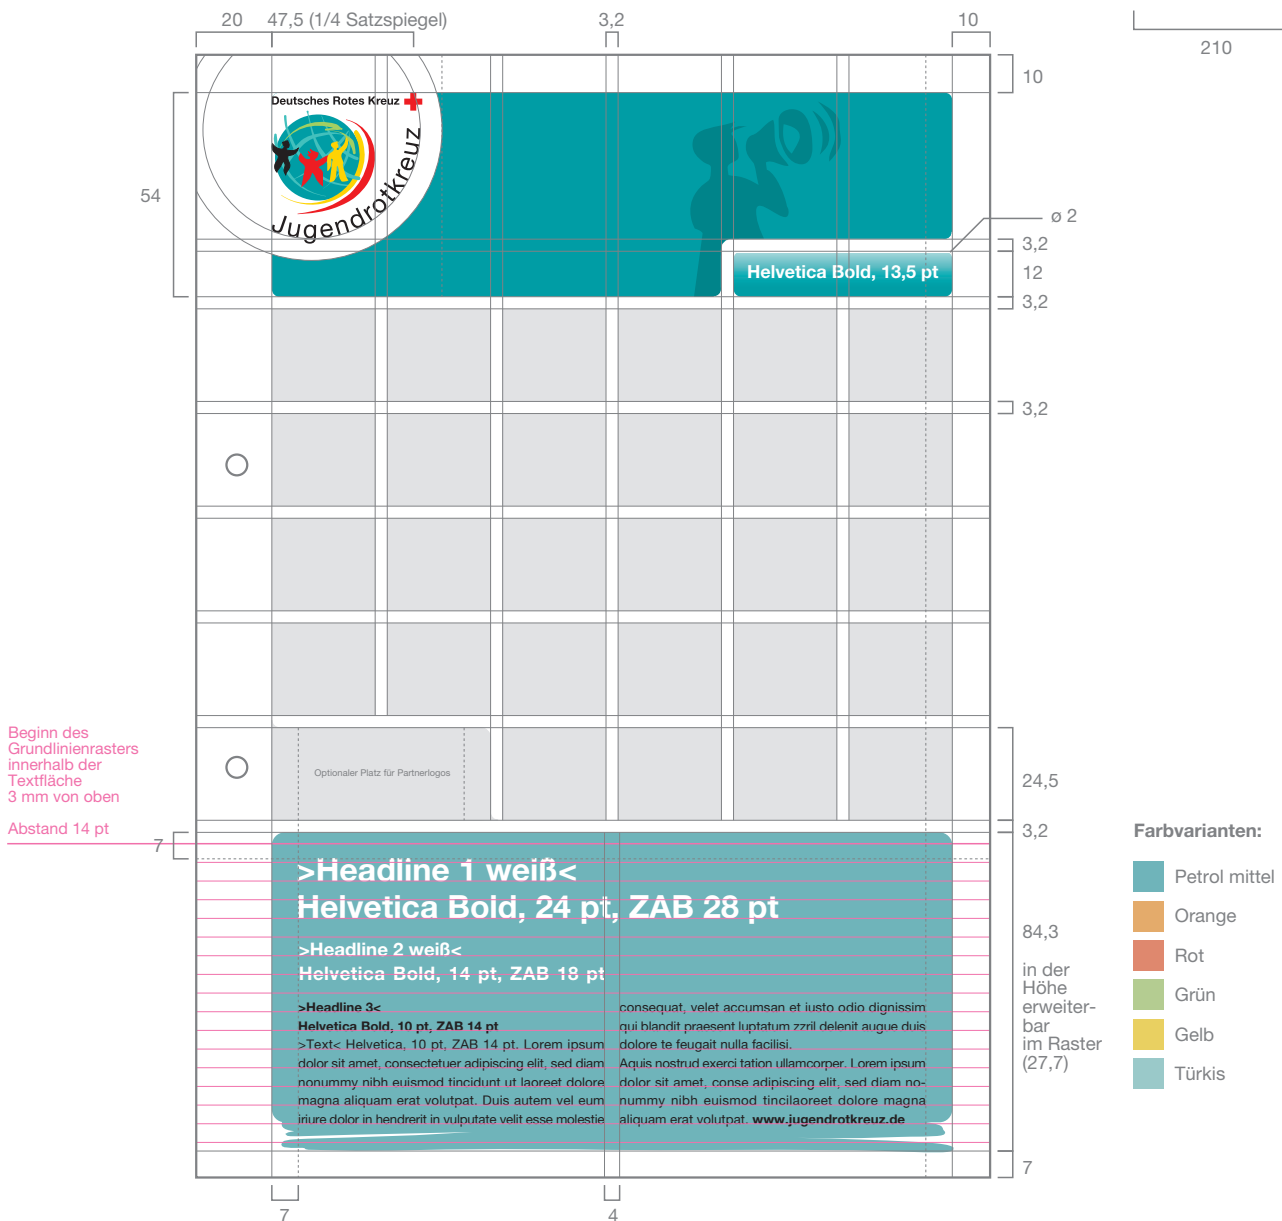 20
47,5 (1/4 Satzspiegel)
3,2
10
210
10
Deutsches Rotes Kreuz
Jugendrotkreuz
54
ø 2
3,2
12
3,2
Helvetica Bold, 13,5 pt
3,2
Beginn des
Grundlinienrasters
innerhalb der
Textfläche
3 mm von oben
Abstand 14 pt
7
Optionaler Platz für Partnerlogos
24,5
3,2
>Headline 1 weiß<
Helvetica Bold, 24 pt, ZAB 28 pt
>Headline 2 weiß<
Helvetica Bold, 14 pt, ZAB 18 pt
>Headline 3<
Helvetica Bold, 10 pt, ZAB 14 pt
>Text< Helvetica, 10 pt, ZAB 14 pt. Lorem ipsum
dolor sit amet, consectetuer adipiscing elit, sed diam
nonummy nibh euismod tincidunt ut laoreet dolore
magna aliquam erat volutpat. Duis autem vel eum
iriure dolor in hendrerit in vulputate velit esse molestie
consequat, velet accumsan et iusto odio dignissim
qui blandit praesent luptatum zzril delenit augue duis
dolore te feugait nulla facilisi.
Aquis nostrud exerci tation ullamcorper. Lorem ipsum
dolor sit amet, conse adipiscing elit, sed diam no-
nummy nibh euismod tincilaoreet dolore magna
aliquam erat volutpat. www.jugendrotkreuz.de
84,3
in der
Höhe
erweiter-
bar
im Raster
(27,7)
7
7
4
Farbvarianten:
Petrol mittel
Orange
Rot
Grün
Gelb
Türkis